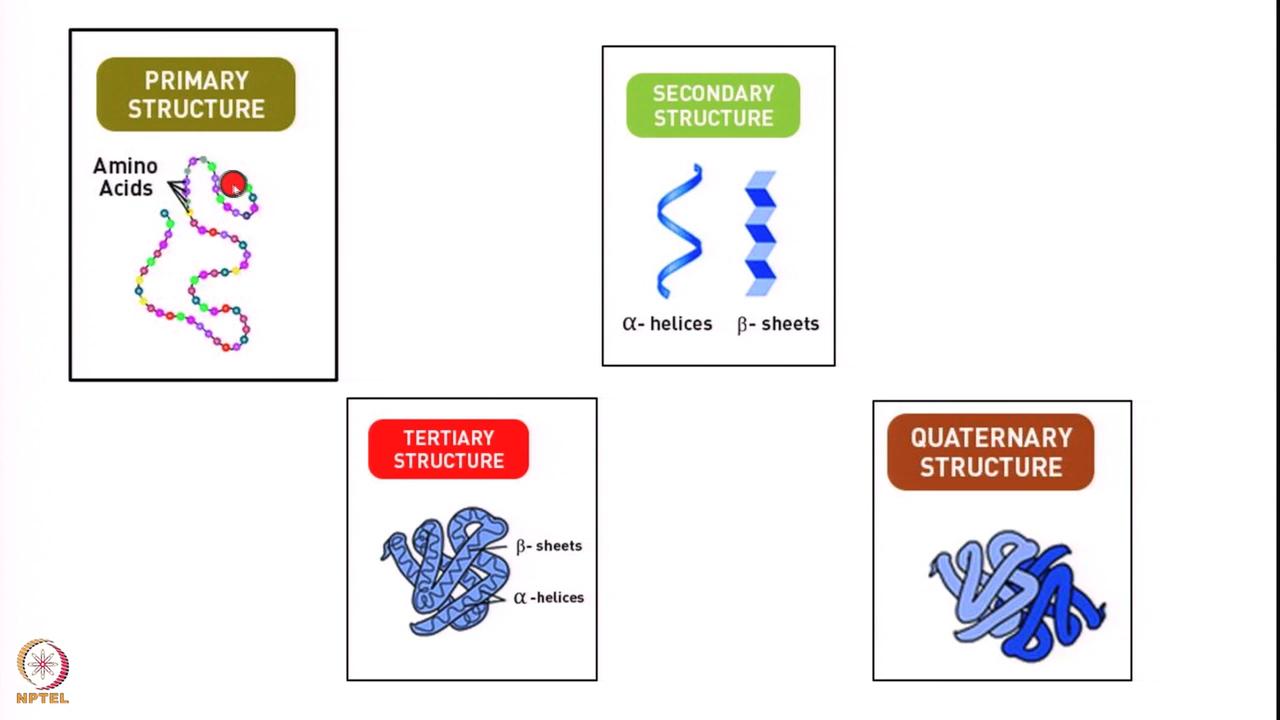 PRIMARY
STRUCTURE
Amino
Acids
SECONDARY
STRUCTURE
α- helices
β- sheets
TERTIARY
STRUCTURE
β- sheets
α -helices
QUATERNARY
STRUCTURE
NPTEL